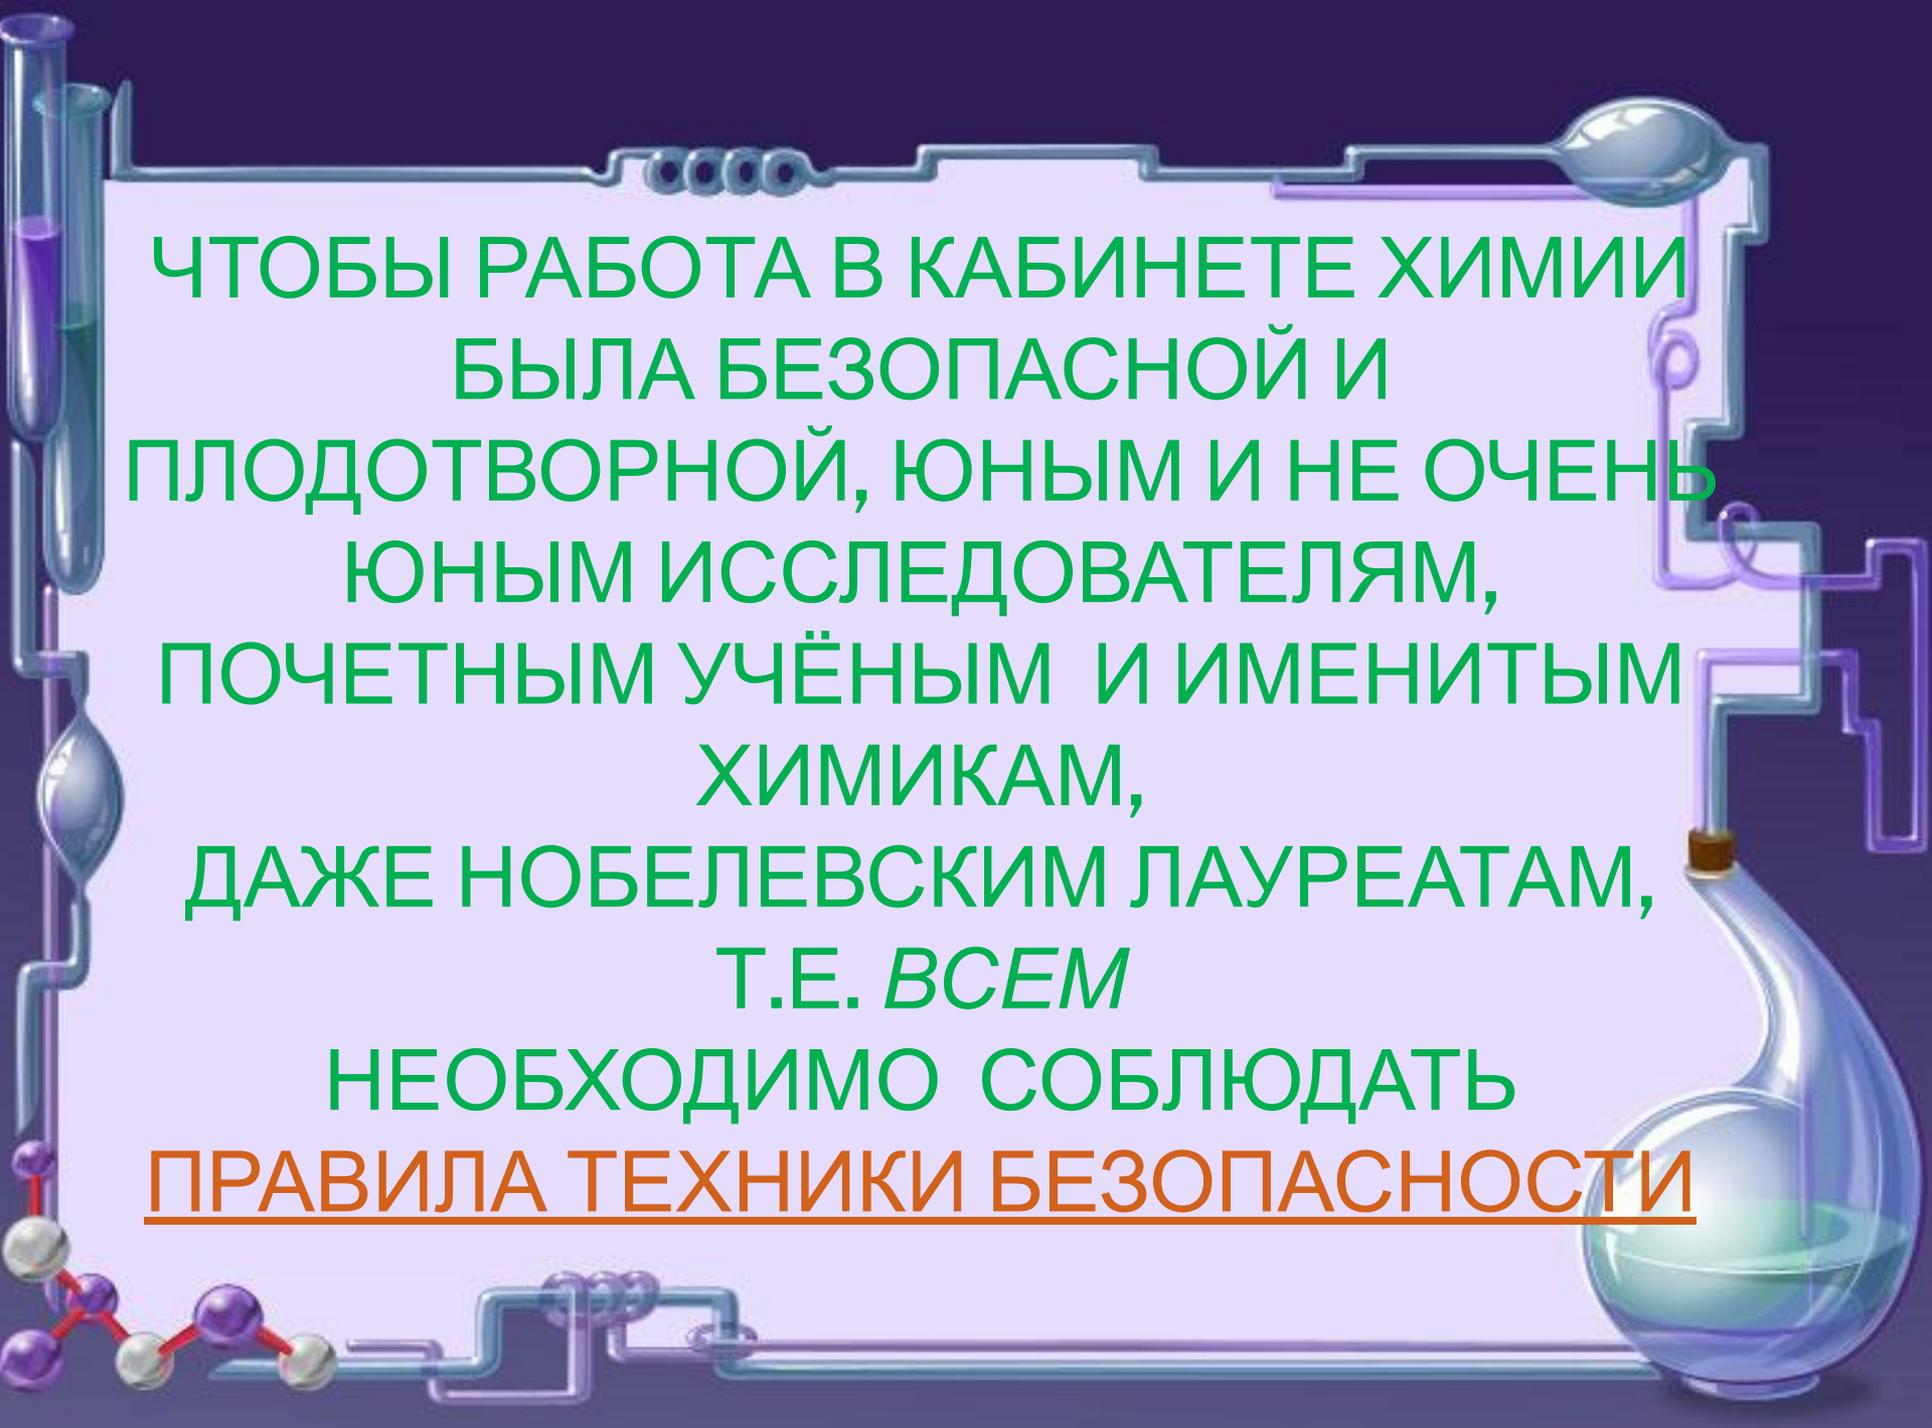 ЧТОБЫ РАБОТА В КАБИНЕТЕ ХИМИИ
БЫЛА БЕЗОПАСНОЙ И
ПЛОДОТВОРНОЙ, ЮНЫМ И НЕ ОЧЕНЬ
ЮНЫМ ИССЛЕДОВАТЕЛЯМ,
ПОЧЕТНЫМ УЧЁНЫМ  И ИМЕНИТЫМ
ХИМИКАМ,
ДАЖЕ НОБЕЛЕВСКИМ ЛАУРЕАТАМ,
Т.Е. ВСЕМ
НЕОБХОДИМО  СОБЛЮДАТЬ
ПРАВИЛА ТЕХНИКИ БЕЗОПАСНОСТИ